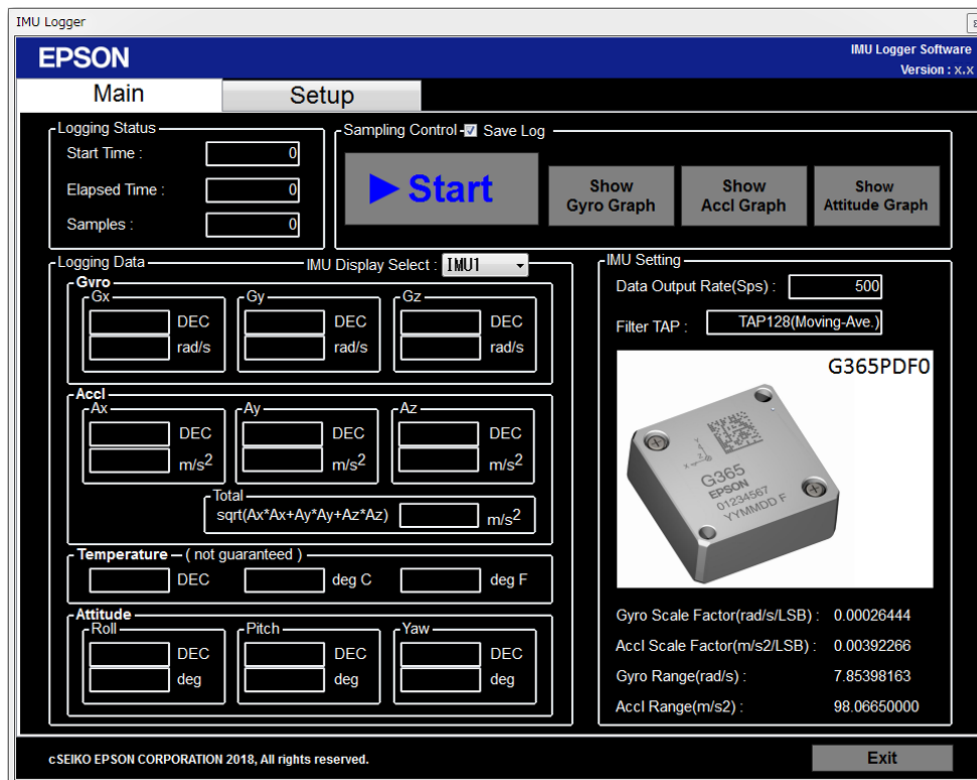 IMU Logger
EPSON
IMU Logger Software
Version : x.x
Main
Setup
Logging Status
Start Time :
0
Elapsed Time :
0
Samples :
0
Sampling Control
Save Log
Start
Show
Gyro Graph
Show
Accl Graph
Show
Attitude Graph
Logging Data
IMU Display Select :
IMU1
Gyro
Gx
DEC
rad/s
Gy
DEC
rad/s
Gz
DEC
rad/s
Accl
Ax
DEC
m/s2
Ay
DEC
m/s2
Az
DEC
m/s2
Total
sqrt(Ax*Ax+Ay*Ay+Az*Az)
m/s2
Temperature
( not guaranteed )
DEC
deg C
deg F
Attitude
Roll
DEC
deg
Pitch
DEC
deg
Yaw
DEC
deg
IMU Setting
Data Output Rate(Sps) :
500
Filter TAP :
TAP128(Moving-Ave.)
G365PDF0
G365
EPSON
01234567
YYMMDD F
Gyro Scale Factor(rad/s/LSB) : 0.00026444
Accl Scale Factor(m/s2/LSB) : 0.00392266
Gyro Range(rad/s) : 7.85398163
Accl Range(m/s2) : 98.06650000
cSEIKO EPSON CORPORATION 2018, All rights reserved.
Exit